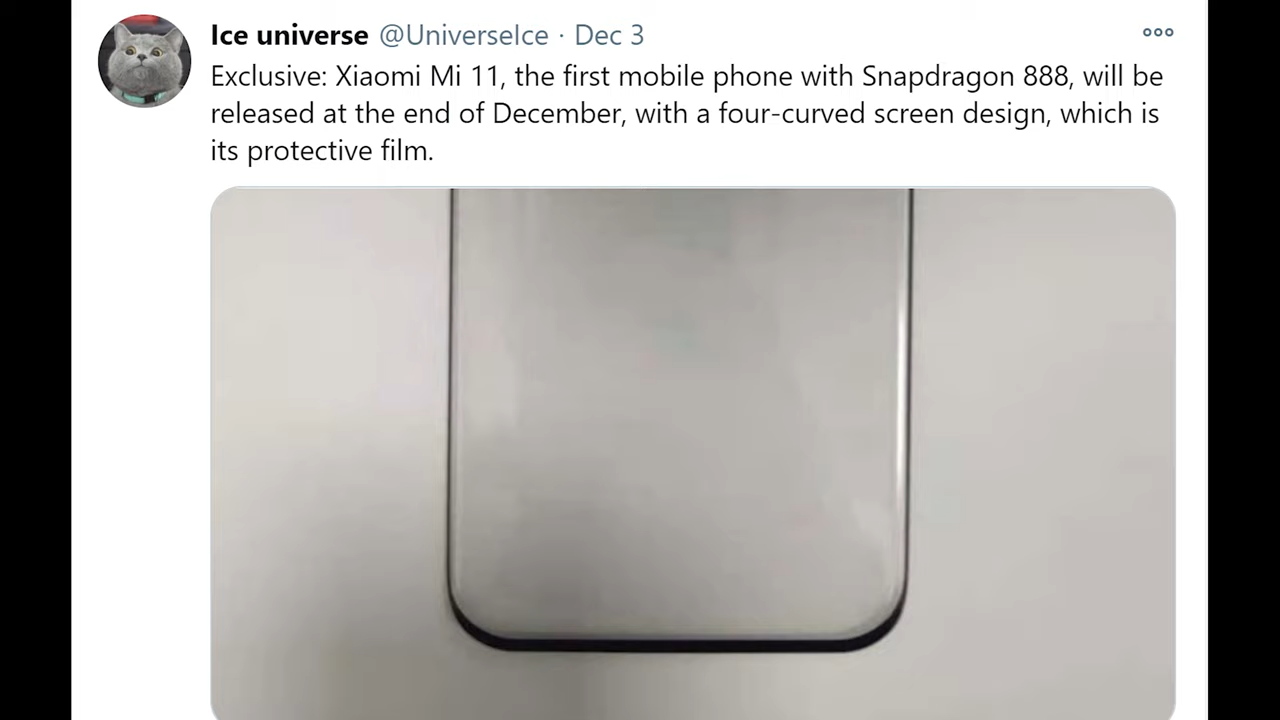 Ice universe @UniverseIce · Dec 3
Exclusive: Xiaomi Mi 11, the first mobile phone with Snapdragon 888, will be
released at the end of December, with a four-curved screen design, which is
its protective film.